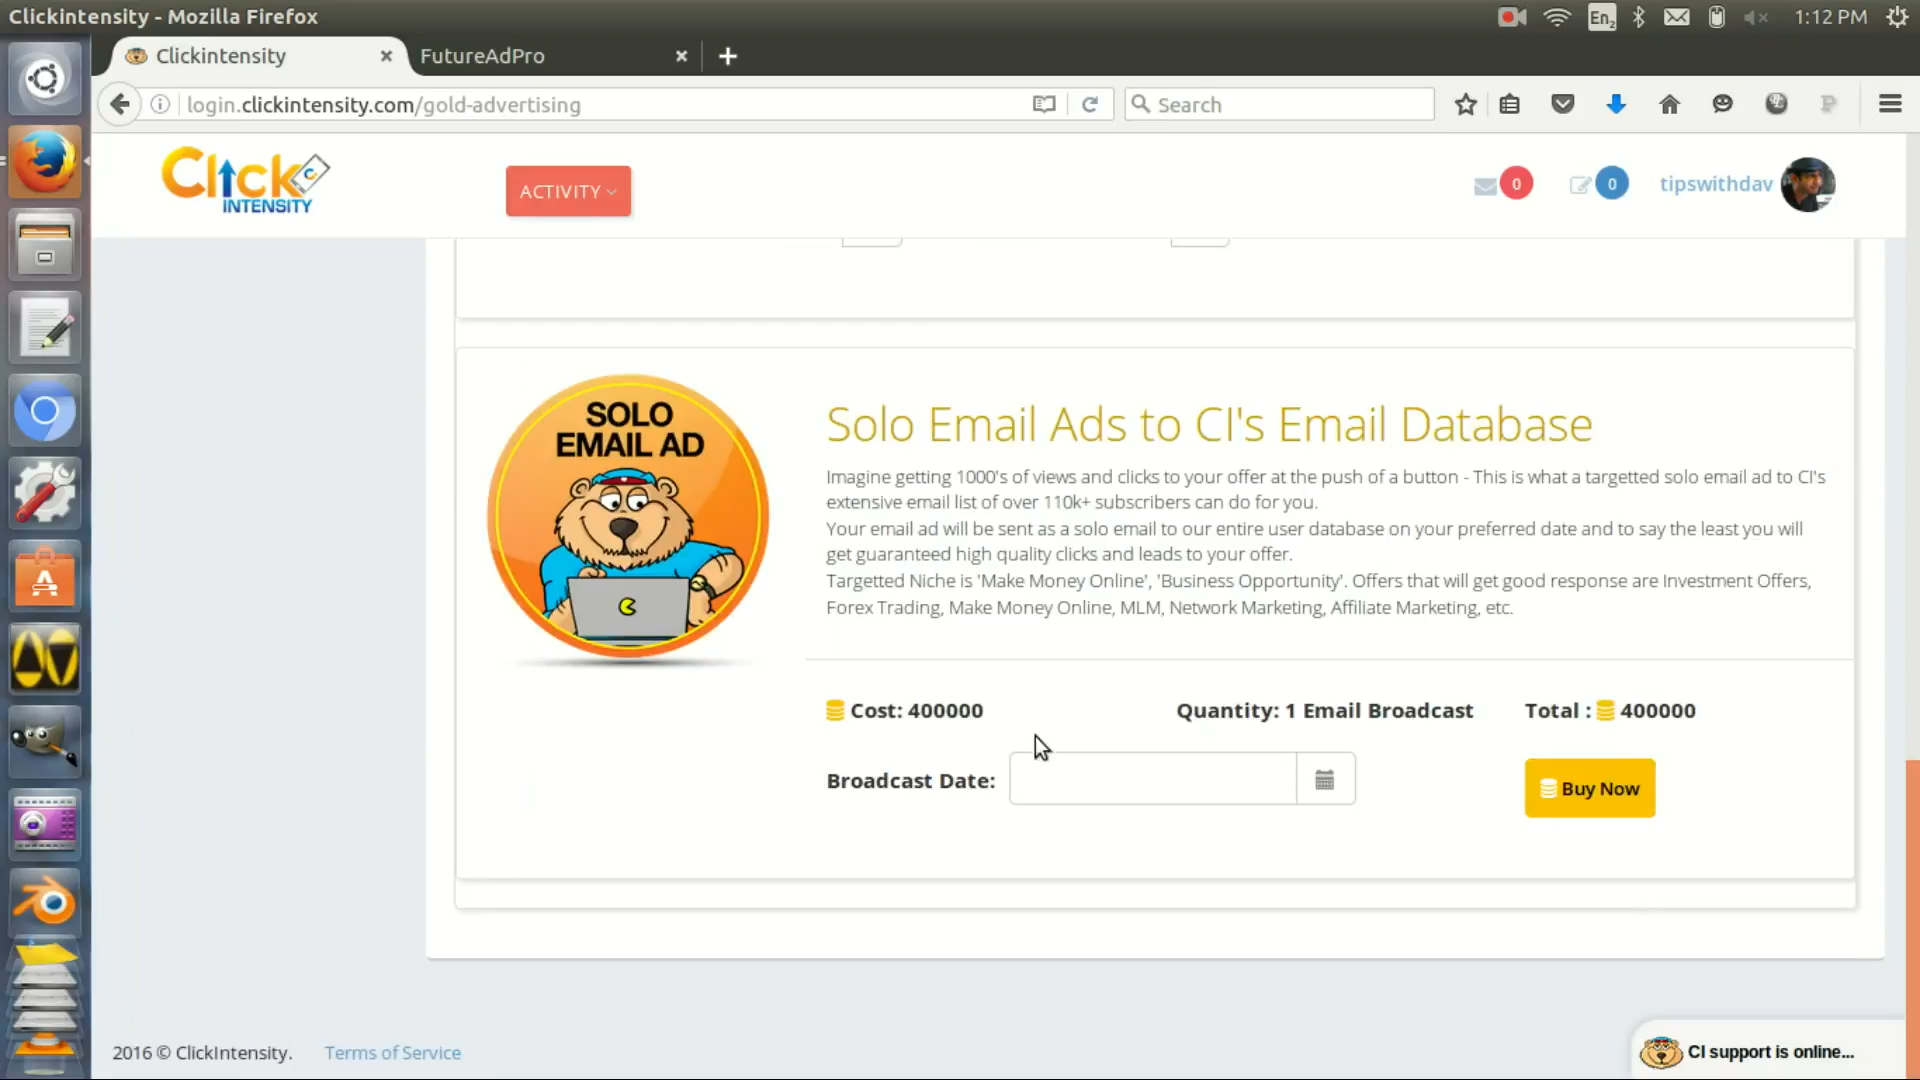 Clickintensity - Mozilla Firefox
En2
1:12 PM
Clickintensity
FutureAdPro
login.clickintensity.com/gold-advertising
Search
Click
INTENSITY
ACTIVITY
0
0
tipswithdav
SOLO
EMAIL AD
Solo Email Ads to CI's Email Database
Imagine getting 1000's of views and clicks to your offer at the push of a button - This is what a targetted solo email ad to CI's
extensive email list of over 110k+ subscribers can do for you.
Your email ad will be sent as a solo email to our entire user database on your preferred date and to say the least you will
get guaranteed high quality clicks and leads to your offer.
Targetted Niche is 'Make Money Online', 'Business Opportunity'. Offers that will get good response are Investment Offers,
Forex Trading, Make Money Online, MLM, Network Marketing, Affiliate Marketing, etc.
Cost: 400000 Quantity: 1 Email Broadcast Total : 400000
Broadcast Date:
Buy Now
2016 © ClickIntensity. Terms of Service
CI support is online...